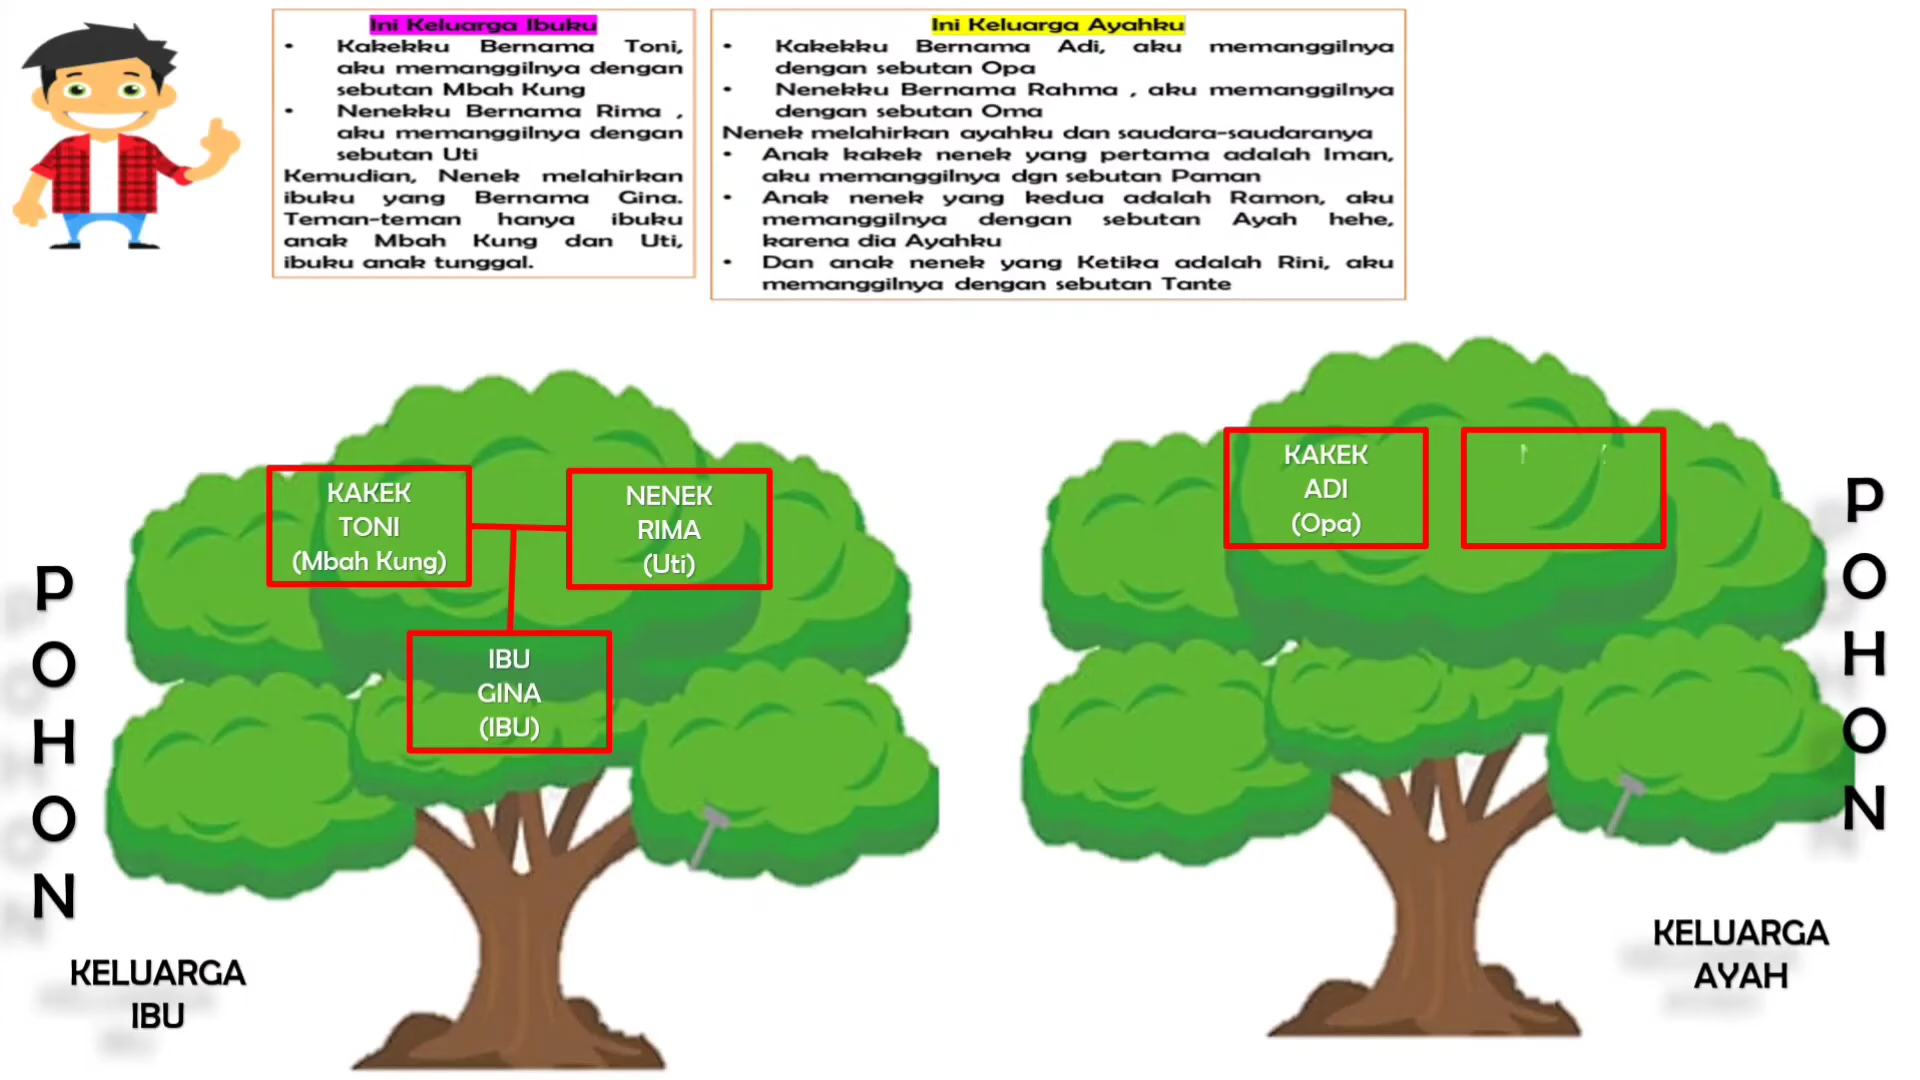 Ini Keluarga Ibuku
• Kakekku Bernama Toni,
aku memanggilnya dengan
sebutan Mbah Kung
• Nenekku Bernama Rima ,
aku memanggilnya dengan
sebutan Uti
Kemudian, Nenek melahirkan
ibuku yang Bernama Gina.
Teman-teman hanya ibuku
anak Mbah Kung dan Uti,
ibuku anak tunggal.
Ini Keluarga Ayahku
• Kakekku Bernama Adi, aku memanggilnya
dengan sebutan Opa
• Nenekku Bernama Rahma , aku memanggilnya
dengan sebutan Oma
Nenek melahirkan ayahku dan saudara-saudaranya
• Anak kakek nenek yang pertama adalah Iman,
aku memanggilnya dgn sebutan Paman
• Anak nenek yang kedua adalah Ramon, aku
memanggilnya dengan sebutan Ayah hehe,
karena dia Ayahku
• Dan anak nenek yang Ketika adalah Rini, aku
memanggilnya dengan sebutan Tante
POHON
KELUARGA
IBU
KAKEK
TONI
(Mbah Kung)
NENEK
RIMA
(Uti)
IBU
GINA
(IBU)
KAKEK
ADI
(Opa)
POHON
KELUARGA
AYAH